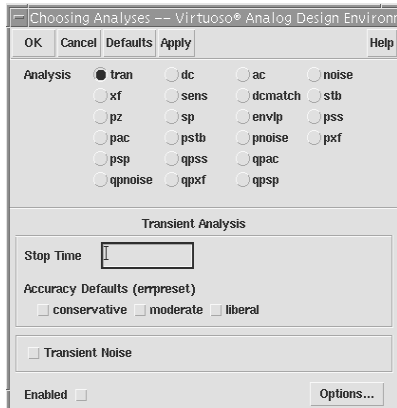 Choosing Analyses -- Virtuoso® Analog Design Environm
OK Cancel Defaults Apply Help
Analysis tran dc ac noise
xf sens dcmatch stb
pz sp envlp pss
pac pstb pnoise pxf
psp qpss qpac
qpnoise qpxf qpsp
Transient Analysis
Stop Time
Accuracy Defaults (errpreset)
conservative moderate liberal
Transient Noise
Enabled Options...